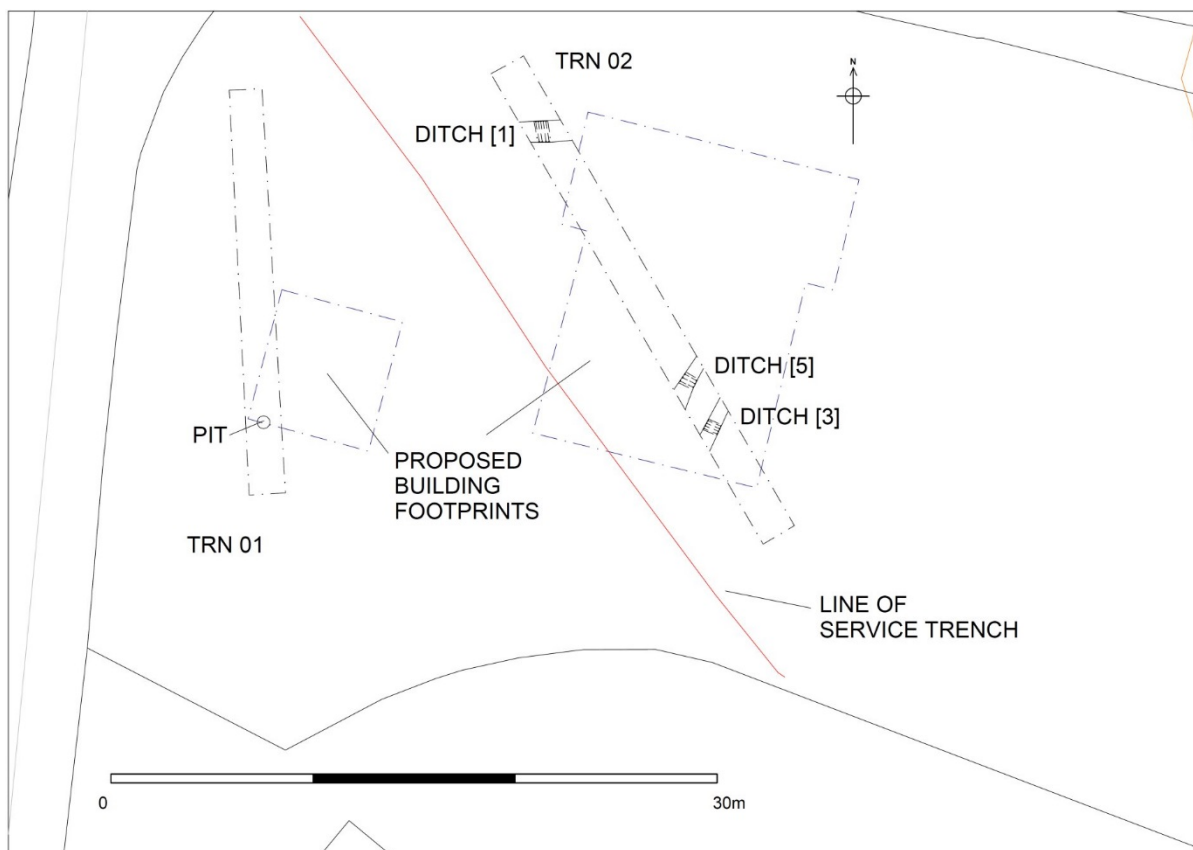 TRN 02
N
DITCH [1]
DITCH [5]
DITCH [3]
PIT
PROPOSED
BUILDING
FOOTPRINTS
TRN 01
LINE OF
SERVICE TRENCH
0
30m